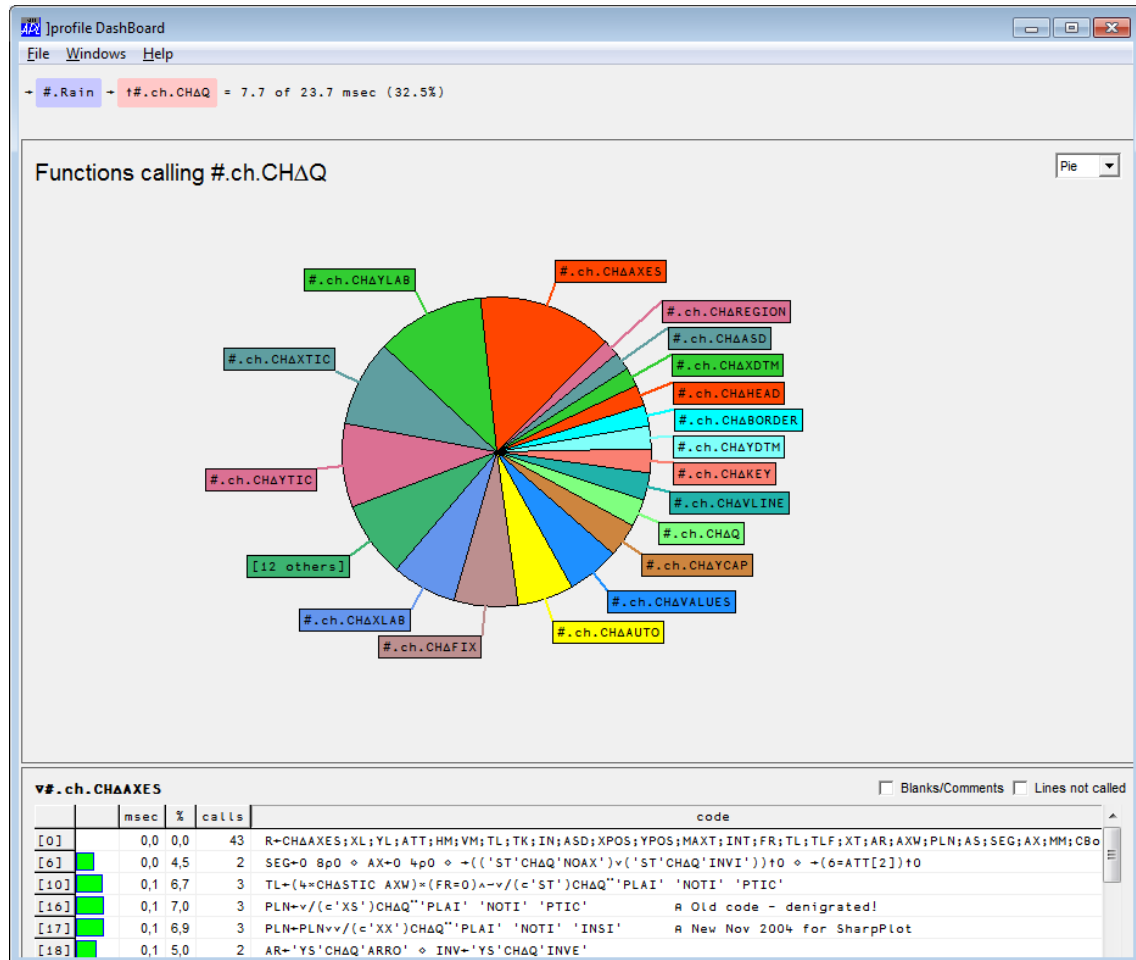 ]profile DashBoard
File Windows Help
→ #.Rain → ↑#.ch.CH∆Q = 7.7 of 23.7 msec (32.5%)
Functions calling #.ch.CH∆Q
Pie
#.ch.CH∆AXES
#.ch.CH∆YLAB
#.ch.CH∆REGION
#.ch.CH∆ASD
#.ch.CH∆XTIC
#.ch.CH∆XDTM
#.ch.CH∆HEAD
#.ch.CH∆BORDER
#.ch.CH∆YDTM
#.ch.CH∆KEY
#.ch.CH∆YTIC
#.ch.CH∆VLINE
#.ch.CH∆Q
[12 others]
#.ch.CH∆YCAP
#.ch.CH∆VALUES
#.ch.CH∆XLAB
#.ch.CH∆AUTO
#.ch.CH∆FIX
∇#.ch.CH∆AXES
Blanks/Comments Lines not called
msec % calls code
[0] 0,0 0,0 43 R←CH∆AXES;XL;YL;ATT;HM;VM;TL;TK;IN;ASD;XPOS;YPOS;MAXT;INT;FR;TL;TLF;XT;AR;AXW;PLN;AS;SEG;AX;MM;CBo
[6] 0,0 4,5 2 SEG←0 8⍴0 ⋄ AX←0 4⍴0 ⋄ →(('ST'CH∆Q'NOAX')∨('ST'CH∆Q'INVI'))↑0 ⋄ →(6=ATT[2])↑0
[10] 0,1 6,7 3 TL←(4×CH∆STIC AXW)×(FR=0)∧~∨/(⊂'ST')CH∆Q¨'PLAI' 'NOTI' 'PTIC'
[16] 0,1 7,0 3 PLN←∨/(⊂'XS')CH∆Q¨'PLAI' 'NOTI' 'PTIC' ⍝ Old code - denigrated!
[17] 0,1 6,9 3 PLN←PLN∨∨/(⊂'XX')CH∆Q¨'PLAI' 'NOTI' 'INSI' ⍝ New Nov 2004 for SharpPlot
[18] 0,1 5,0 2 AR←'YS'CH∆Q'ARRO' ⋄ INV←'YS'CH∆Q'INVE'